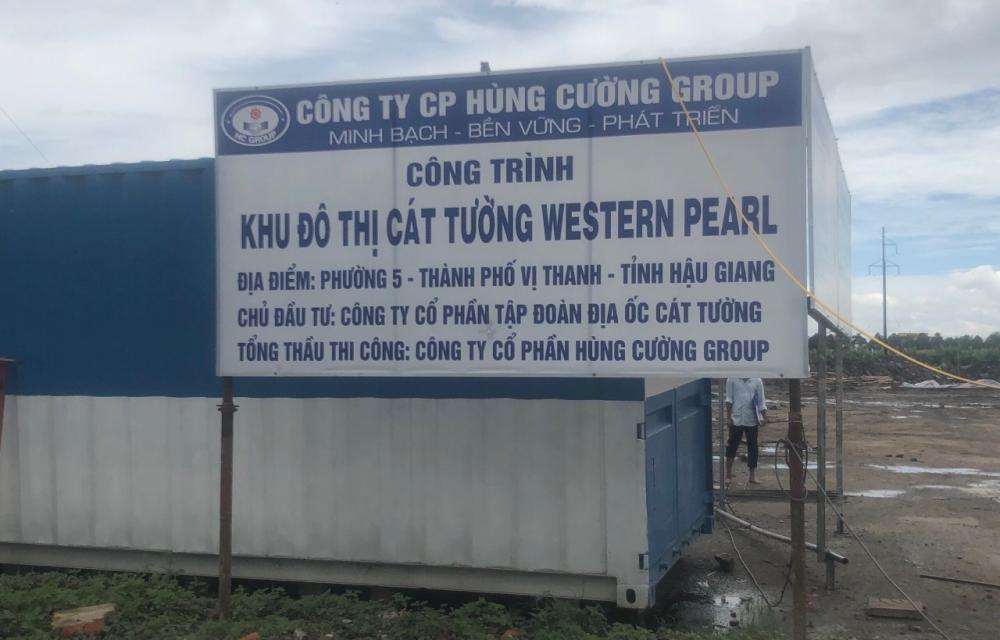 HC GROUP
CÔNG TY CP HÙNG CƯỜNG GROUP
MINH BẠCH - BỀN VỮNG - PHÁT TRIỂN
CÔNG TRÌNH
KHU ĐÔ THỊ CÁT TƯỜNG WESTERN PEARL
ĐỊA ĐIỂM: PHƯỜNG 5 - THÀNH PHỐ VỊ THANH - TỈNH HẬU GIANG
CHỦ ĐẦU TƯ: CÔNG TY CỔ PHẦN TẬP ĐOÀN ĐỊA ỐC CÁT TƯỜNG
TỔNG THẦU THI CÔNG: CÔNG TY CỔ PHẦN HÙNG CƯỜNG GROUP